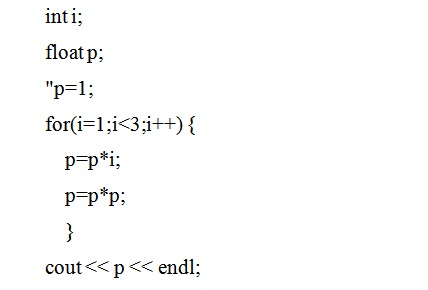 int i;
float p;
"p=1;
for(i=1;i<3;i++) {
p=p*i;
p=p*p;
}
cout << p << endl;